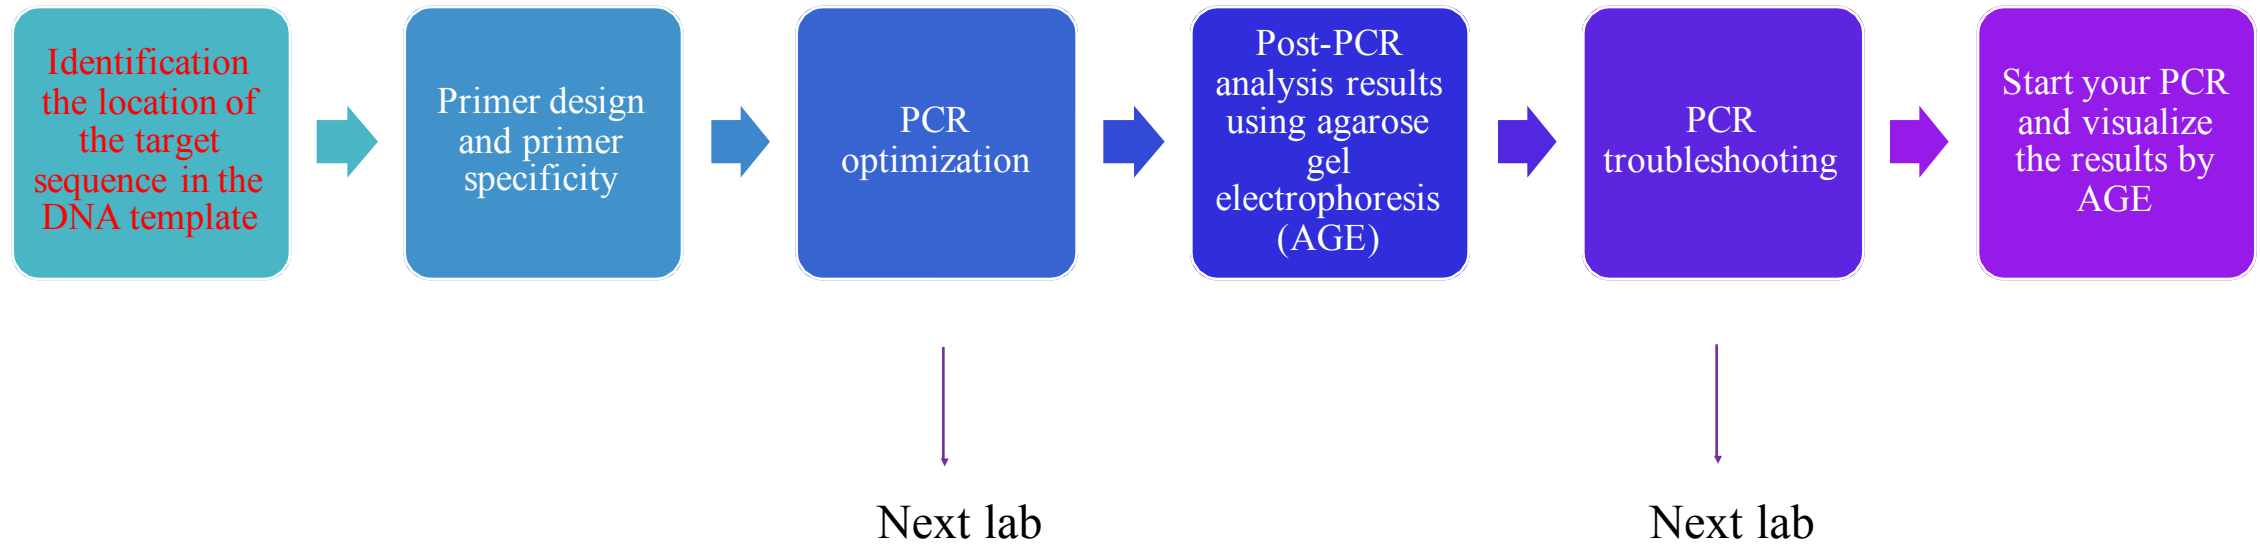 Identification
the location of
the target
sequence in the
DNA template
Primer design
and primer
specificity
PCR
optimization
Post-PCR
analysis results
using agarose
gel
electrophoresis
(AGE)
PCR
troubleshooting
Start your PCR
and visualize
the results by
AGE
Next lab
Next lab